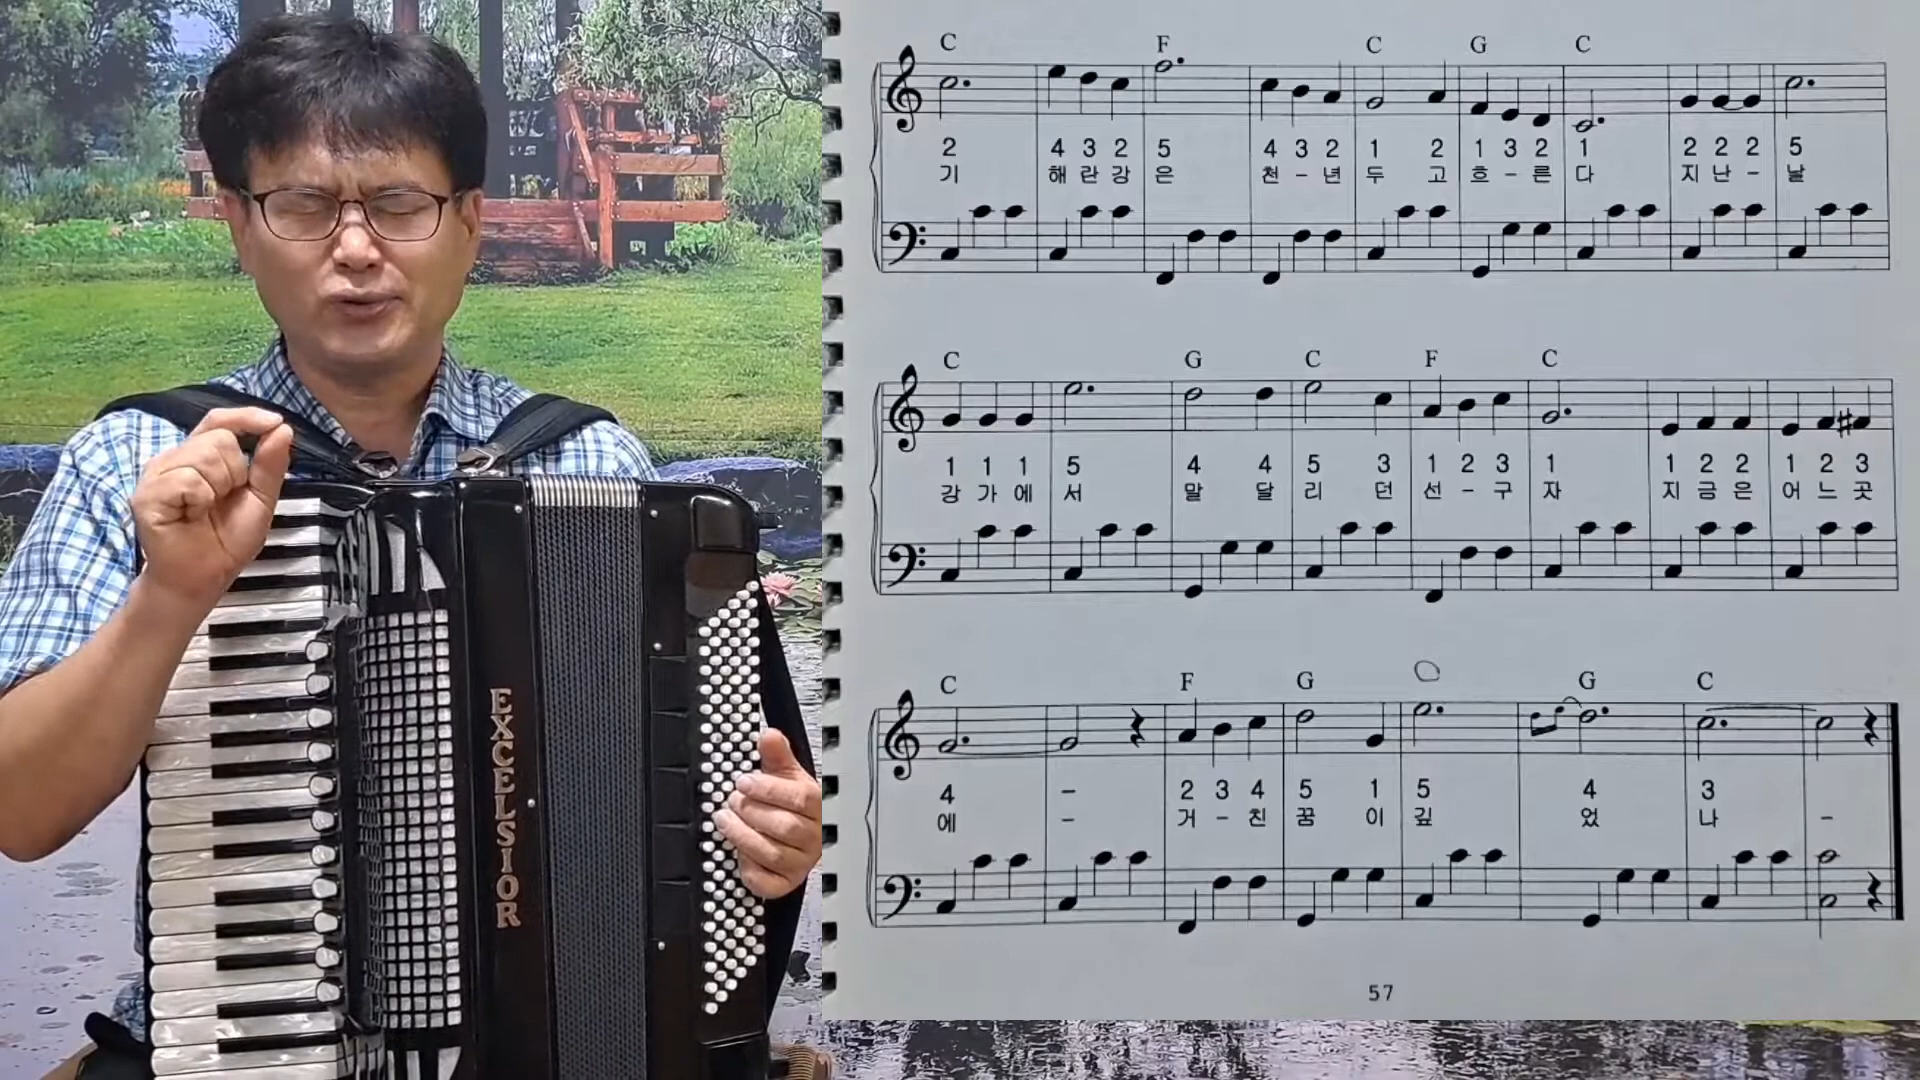 C F C G C
2 4 3 2 5 4 3 2 1 2 1 3 2 1 2 2 2 5
기 해 란 강 은 천 - 년 두 고 흐 - 른 다 지 난 - 날
C G C F C
1 1 1 5 4 4 5 3 1 2 3 1 1 2 2 1 2 3
강 가 에 서 말 달 리 던 선 - 구 자 지 금 은 어 느 곳
C F G C G C
4 - 2 3 4 5 1 5 4 3
에 - 거 - 친 꿈 이 깊 었 나 -
57
EXCELSIOR